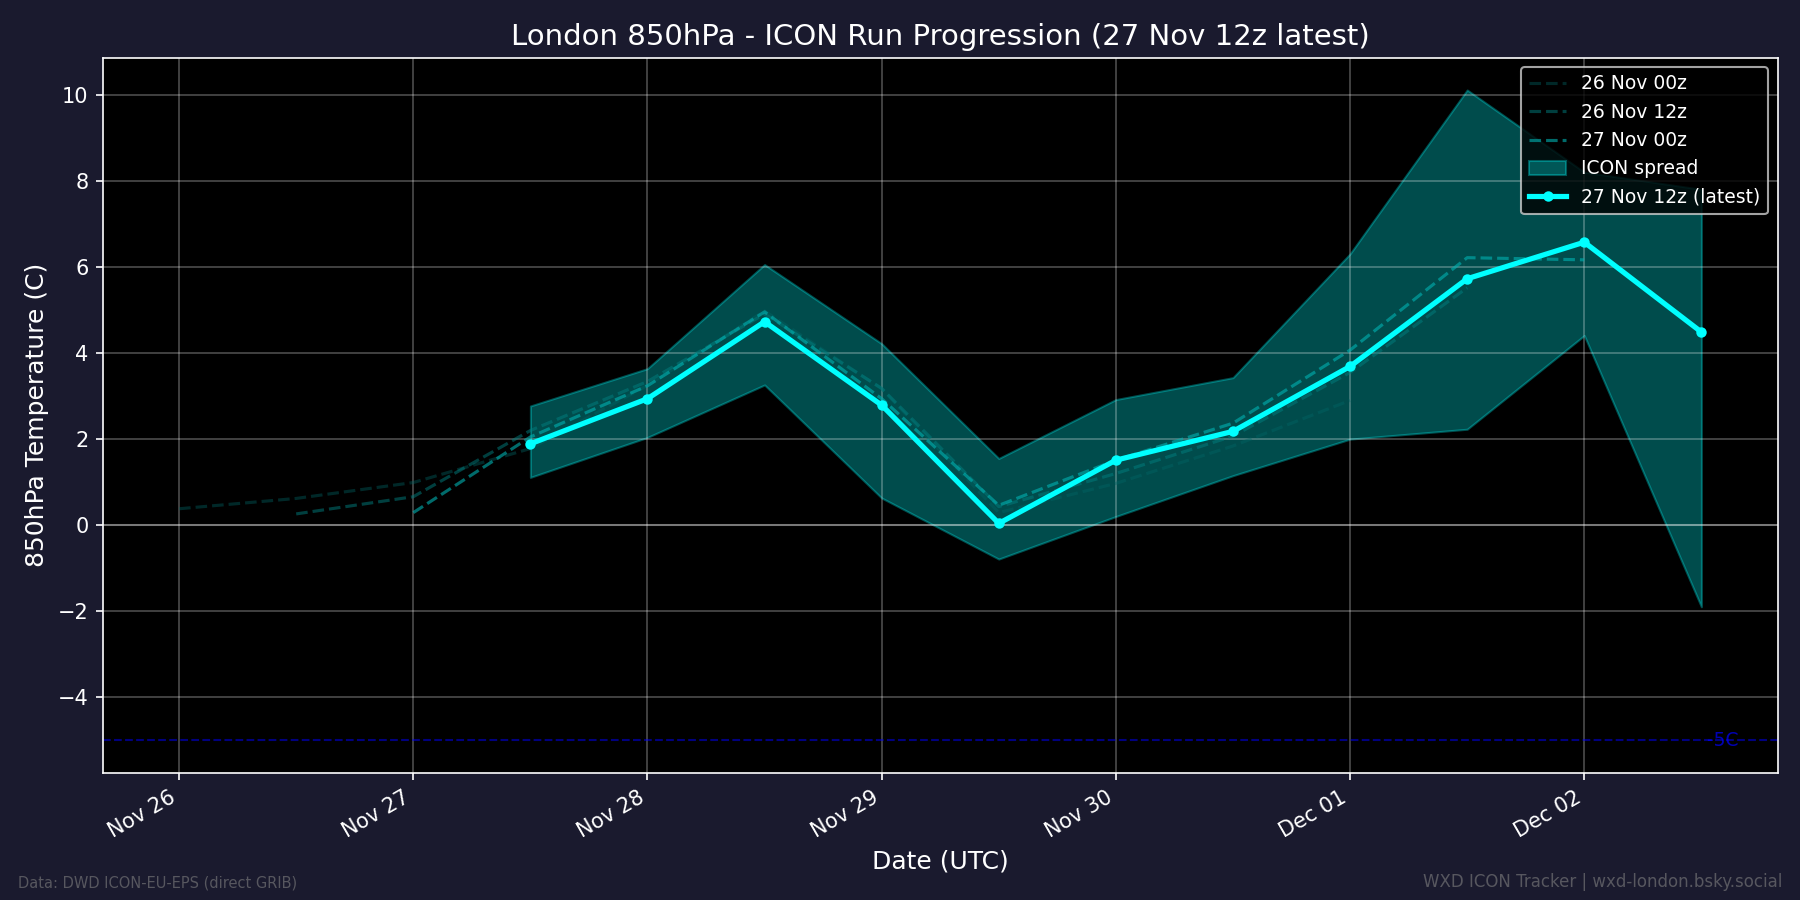 London 850hPa - ICON Run Progression (27 Nov 12z latest)
26 Nov 00z
26 Nov 12z
27 Nov 00z
ICON spread
27 Nov 12z (latest)
850hPa Temperature (C)
10
8
6
4
2
0
−2
−4
-5C
Nov 26
Nov 27
Nov 28
Nov 29
Nov 30
Dec 01
Dec 02
Date (UTC)
Data: DWD ICON-EU-EPS (direct GRIB)
WXD ICON Tracker | wxd-london.bsky.social